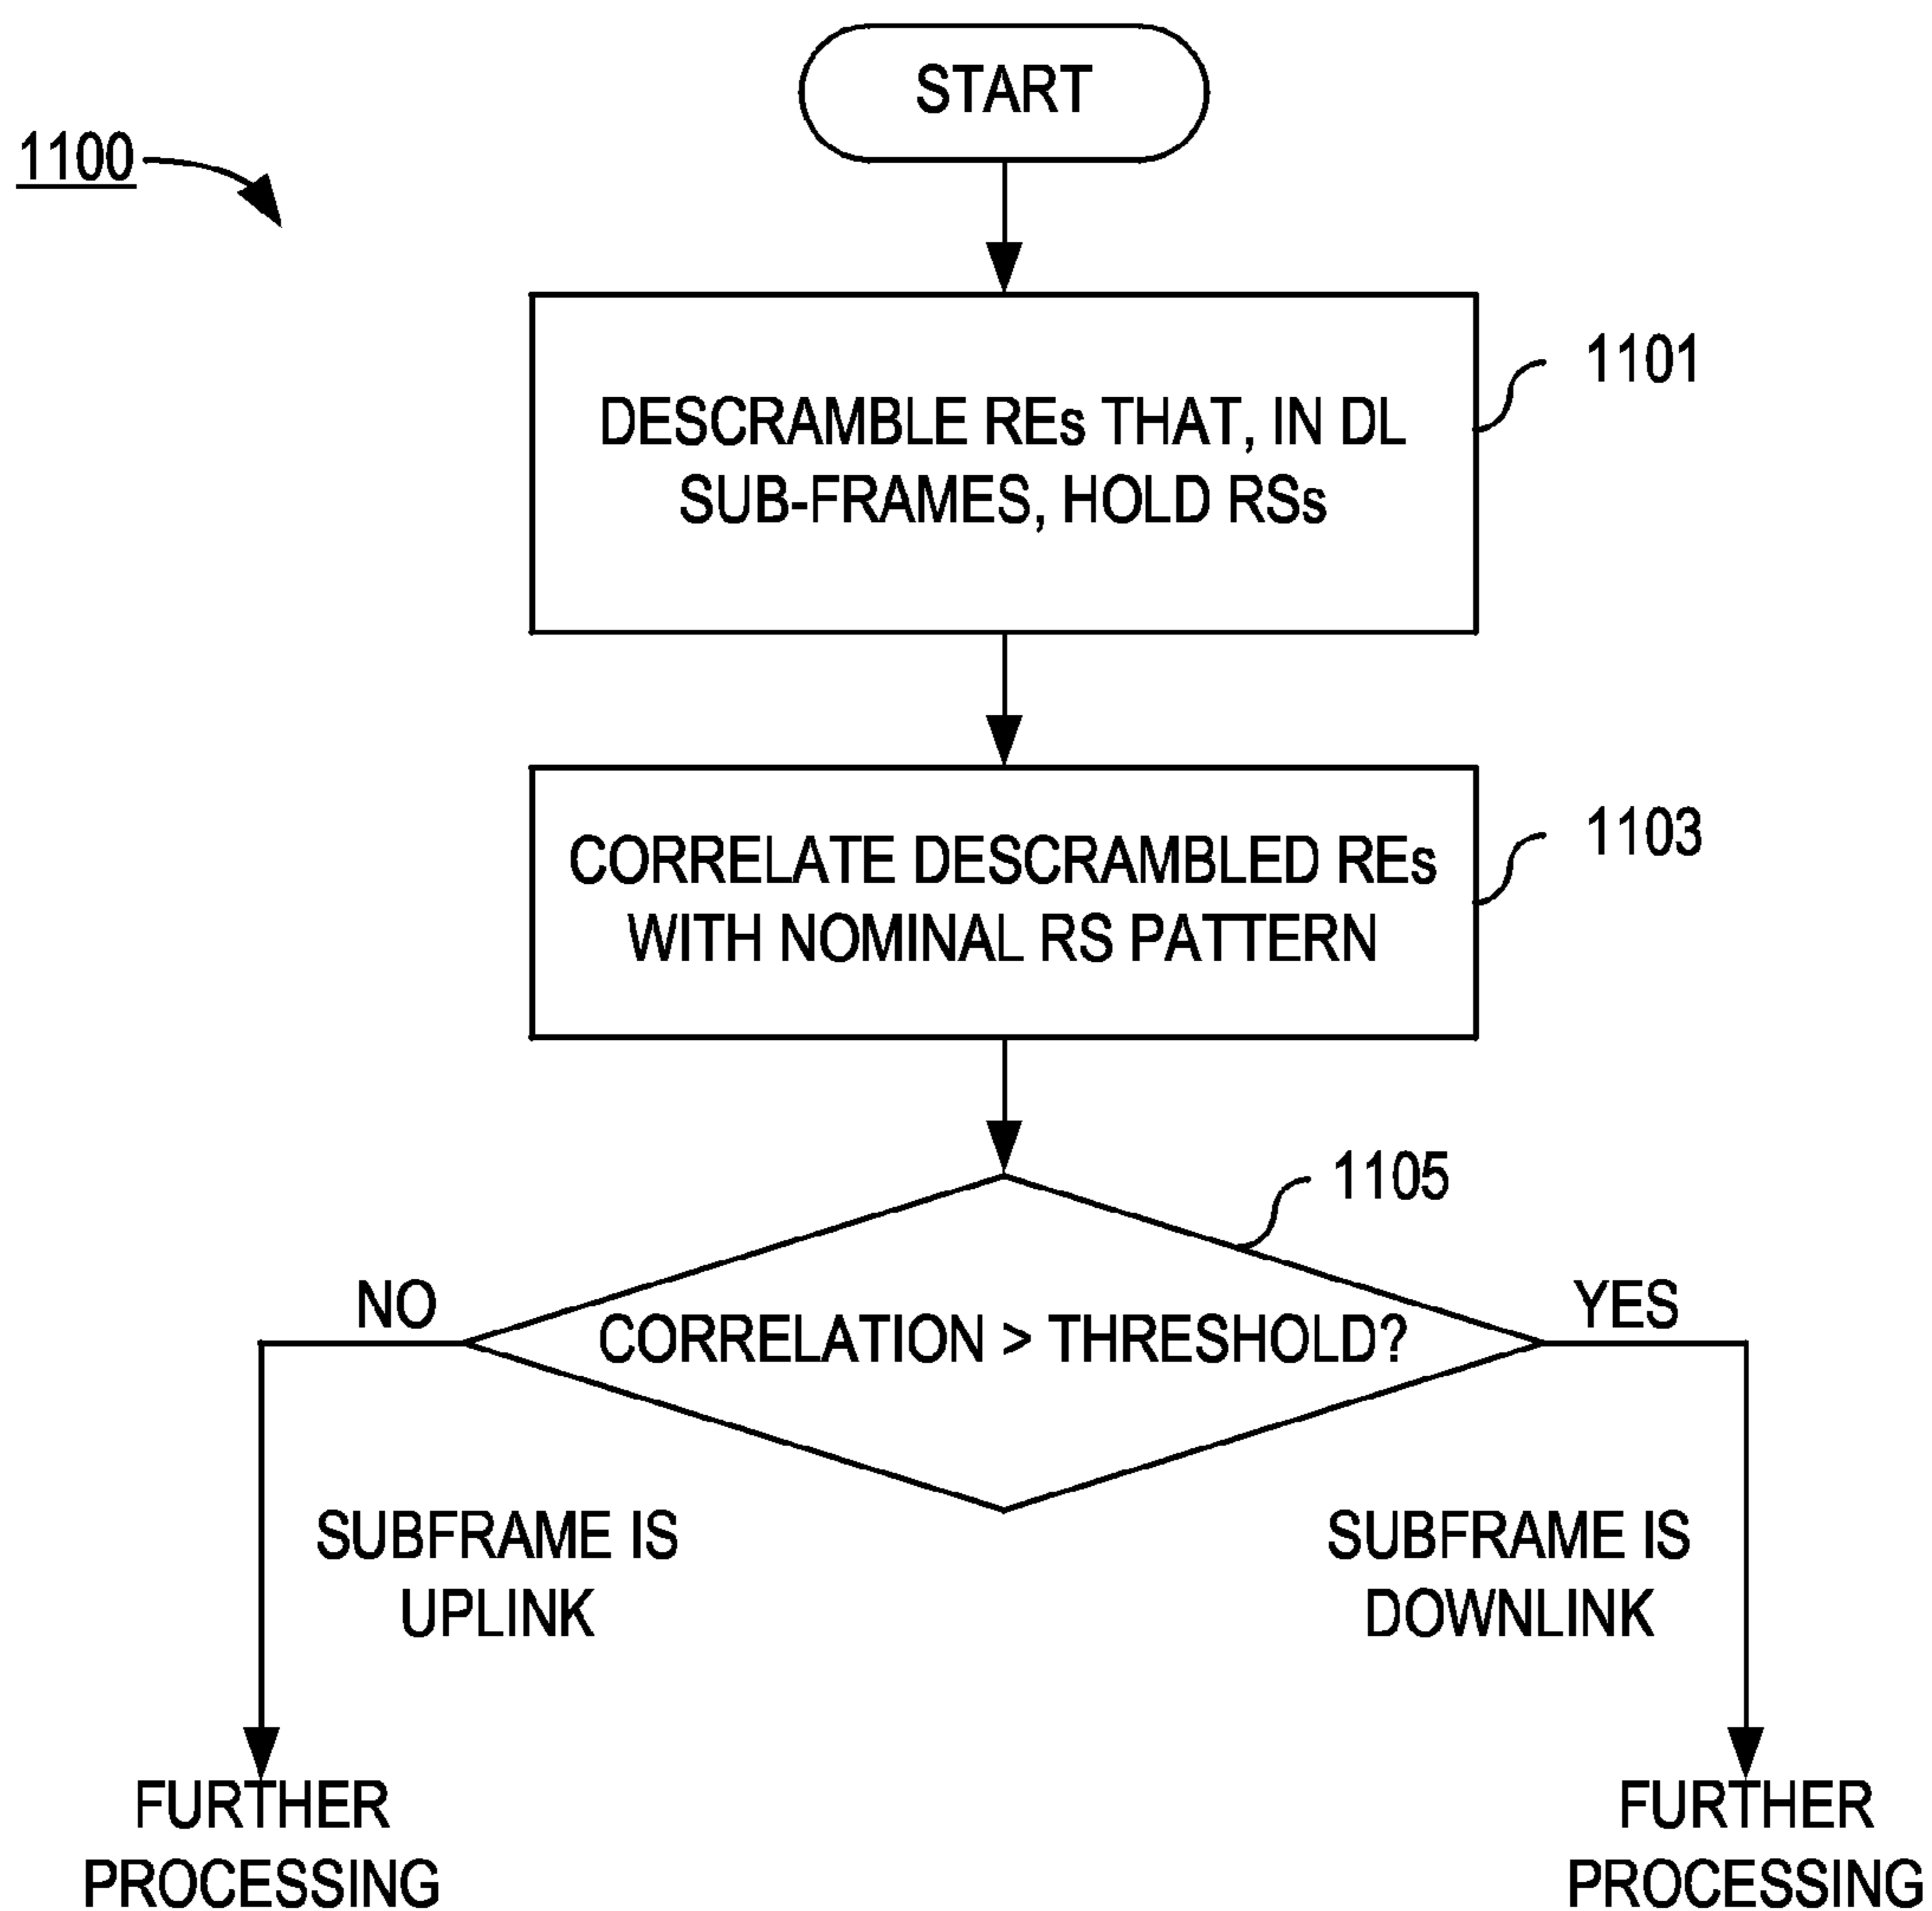 START
1100
1101
DESCRAMBLE REs THAT, IN DL
SUB-FRAMES, HOLD RSs
1103
CORRELATE DESCRAMBLED REs
WITH NOMINAL RS PATTERN
1105
NO
YES
CORRELATION > THRESHOLD?
SUBFRAME IS
UPLINK
SUBFRAME IS
DOWNLINK
FURTHER
PROCESSING
FURTHER
PROCESSING